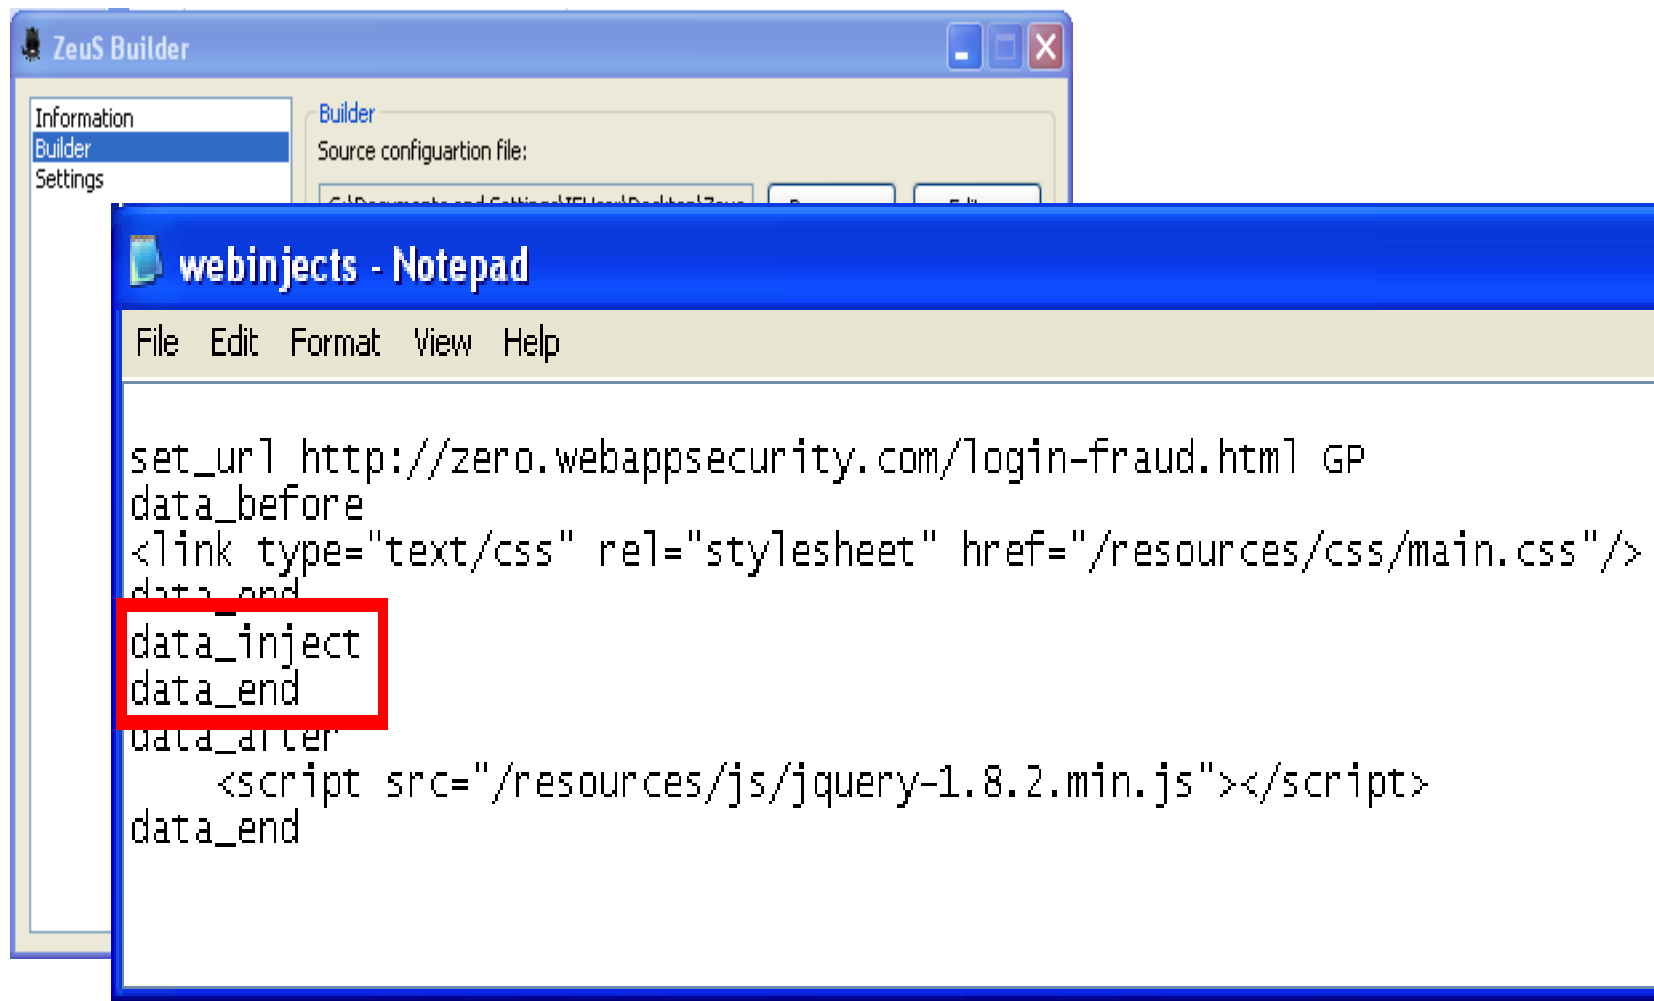 ZeuS Builder
Information
Builder
Settings
Builder
Source configuartion file:
webinjects - Notepad
File Edit Format View Help
set_url http://zero.webappsecurity.com/login-fraud.html GP
data_before
<link type="text/css" rel="stylesheet" href="/resources/css/main.css"/>
data_end
data_inject
data_end
data_after
<script src="/resources/js/jquery-1.8.2.min.js"></script>
data_end